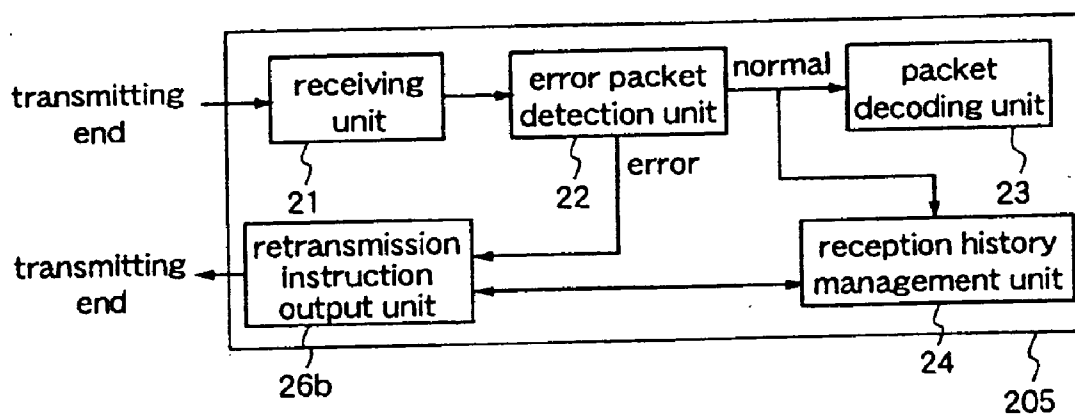 transmitting
end
receiving
unit
21
error packet
detection unit
22
normal
error
packet
decoding unit
23
transmitting
end
retransmission
instruction
output unit
26b
reception history
management unit
24
205